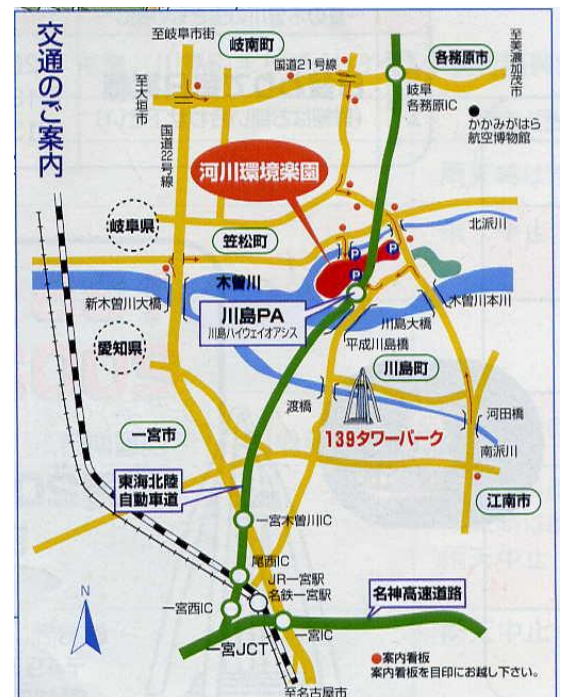 交通のご案内
至岐阜市街
岐南町
国道21号線
各務原市
至美濃加茂市
至大垣市
国道22号線
岐阜
各務原IC
かかみがはら
航空博物館
河川環境楽園
岐阜県
笠松町
北派川
P
P
P
木曽川
新木曽川大橋
川島PA
川島ハイウェイオアシス
木曽川本川
川島大橋
平成川島橋
愛知県
川島町
渡橋
河田橋
139タワーパーク
南派川
一宮市
東海北陸
自動車道
江南市
一宮木曽川IC
尾西IC
JR一宮駅
名鉄一宮駅
一宮西IC
名神高速道路
一宮IC
一宮JCT
N
案内看板
案内看板を目印にお越し下さい。
至名古屋市